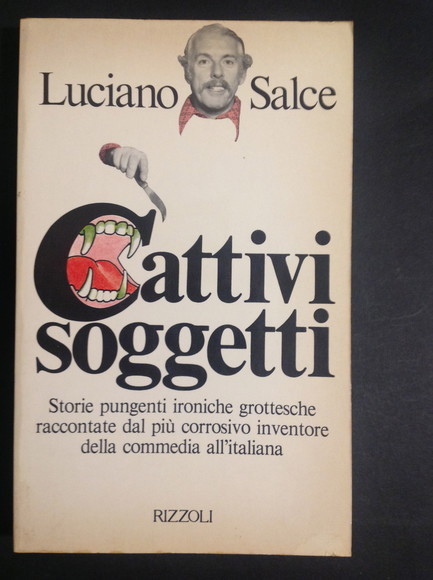 Luciano Salce
Cattivi
soggetti
Storie pungenti ironiche grottesche
raccontate dal più corrosivo inventore
della commedia all'italiana
RIZZOLI